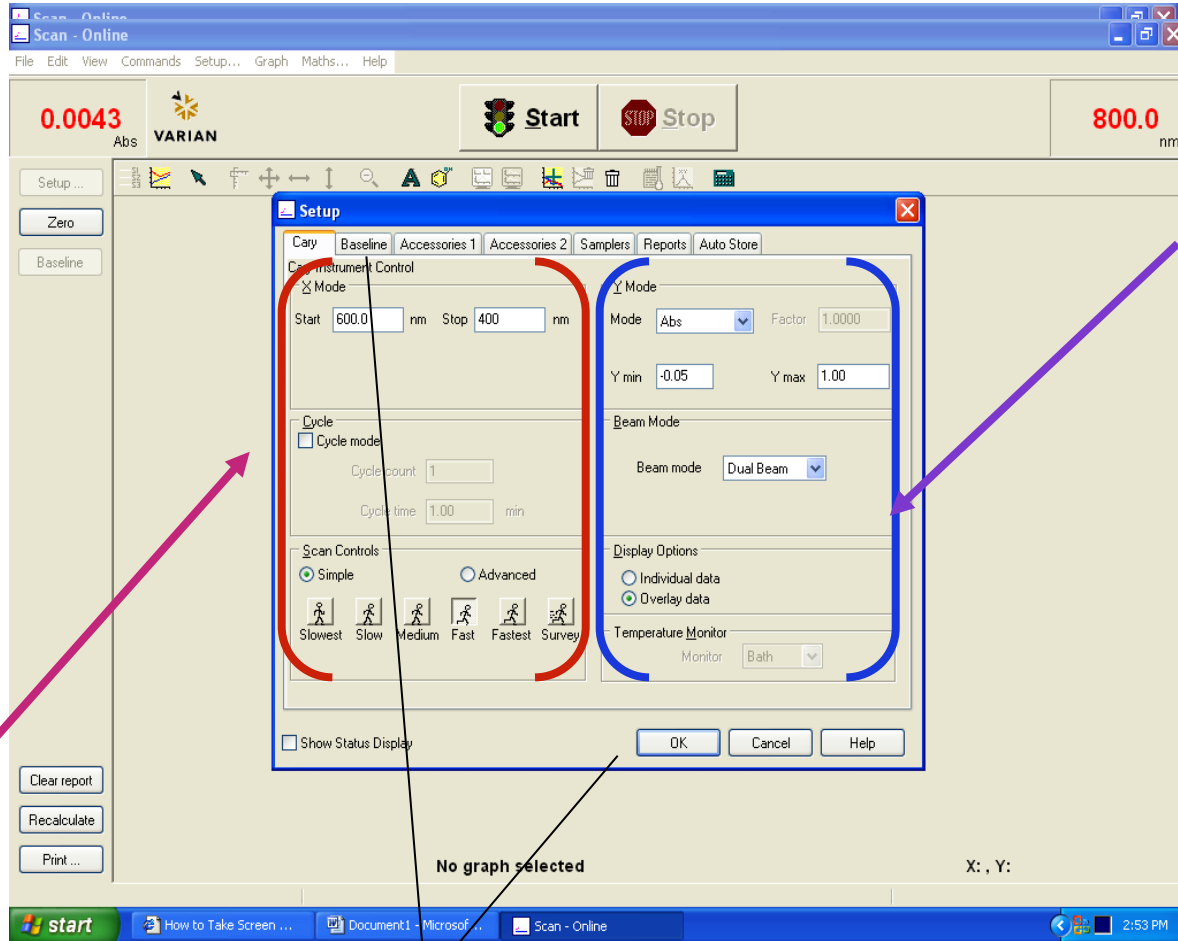 Scan - Online
Scan - Online
File Edit View Commands Setup... Graph Maths... Help
0.0043 Abs
VARIAN
Start
STOP Stop
800.0 nm
Setup ...
Zero
Baseline
Setup
Cary Baseline Accessories 1 Accessories 2 Samplers Reports Auto Store
Cary Instrument Control
X Mode
Start 600.0 nm Stop 400 nm
Cycle
Cycle mode
Cycle count 1
Cycle time 1.00 min
Scan Controls
Simple Advanced
Slowest Slow Medium Fast Fastest Survey
Y Mode
Mode Abs Factor 1.0000
Y min -0.05 Y max 1.00
Beam Mode
Beam mode Dual Beam
Display Options
Individual data
Overlay data
Temperature Monitor
Monitor Bath
Show Status Display
OK Cancel Help
Clear report
Recalculate
Print ...
No graph selected
X: , Y:
start
How to Take Screen ...
Document1 - Microsof...
Scan - Online
2:53 PM